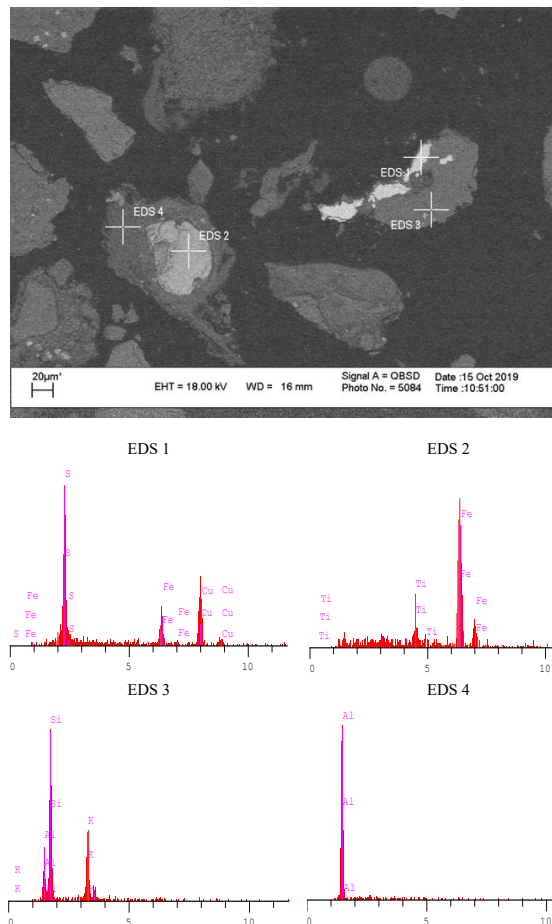 EDS 1
EDS 4
EDS 2
EDS 3
20µm*
EHT = 18.00 kV
WD = 16 mm
Signal A = QBSD
Photo No. = 5084
Date :15 Oct 2019
Time :10:51:00
EDS 1
EDS 2
S
Fe
S
Fe Cu Cu
Fe S
Fe
Fe Fe Cu Cu
S Fe
S
Fe Cu
0
5
10
Fe
Ti
Fe
Ti
Ti
Fe
Ti
Ti
Ti
Fe
0
5
10
EDS 3
EDS 4
Si
Si
K
Al
K
K
Al
K
0
5
10
Al
Al
Al
0
5
10